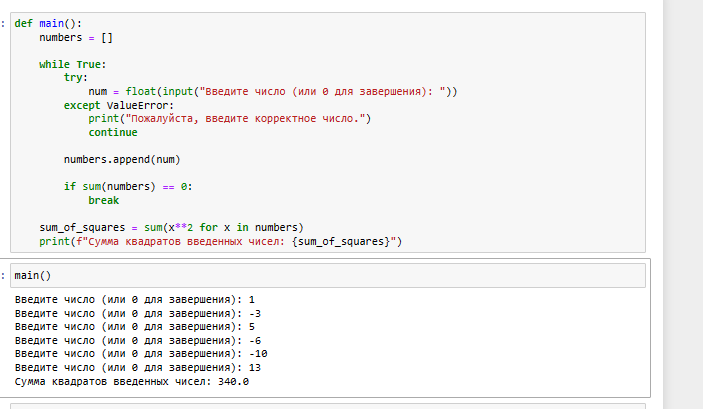 : def main():
    numbers = []

    while True:
        try:
            num = float(input("Введите число (или 0 для завершения): "))
        except ValueError:
            print("Пожалуйста, введите корректное число.")
            continue

        numbers.append(num)

        if sum(numbers) == 0:
            break

    sum_of_squares = sum(x**2 for x in numbers)
    print(f"Сумма квадратов введенных чисел: {sum_of_squares}")
: main()
Введите число (или 0 для завершения): 1
Введите число (или 0 для завершения): -3
Введите число (или 0 для завершения): 5
Введите число (или 0 для завершения): -6
Введите число (или 0 для завершения): -10
Введите число (или 0 для завершения): 13
Сумма квадратов введенных чисел: 340.0